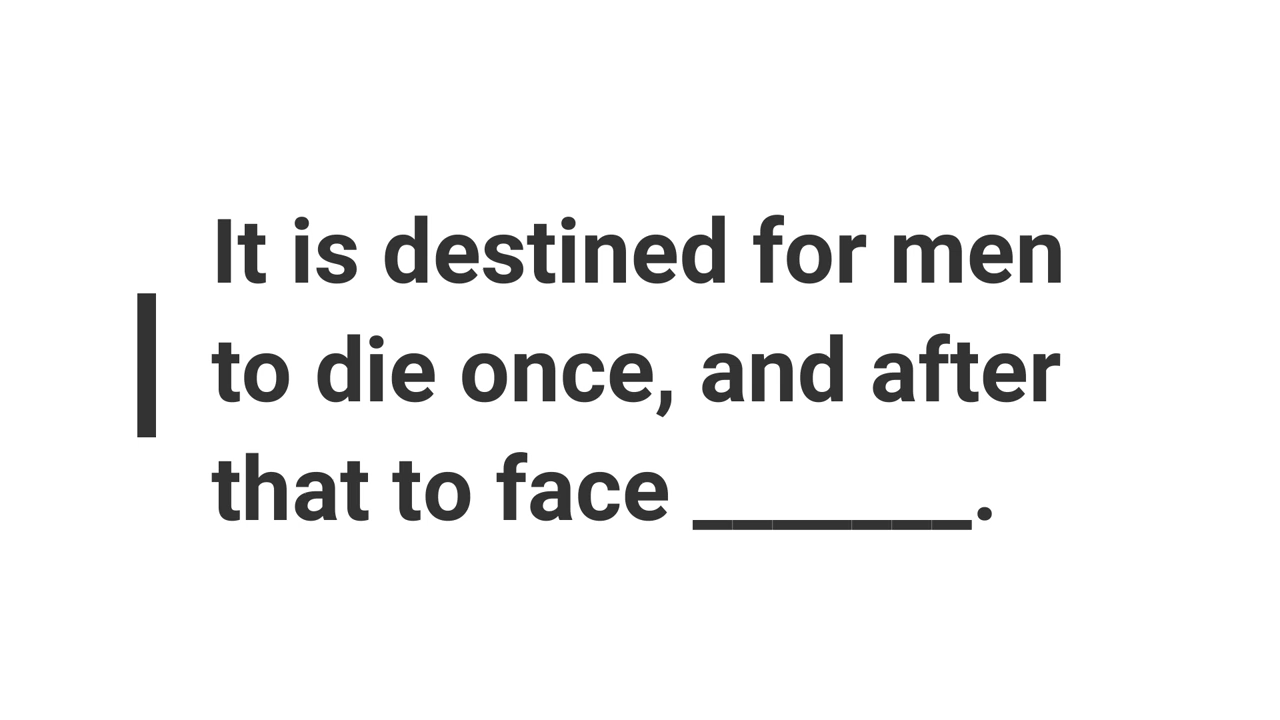 It is destined for men
to die once, and after
that to face _______.